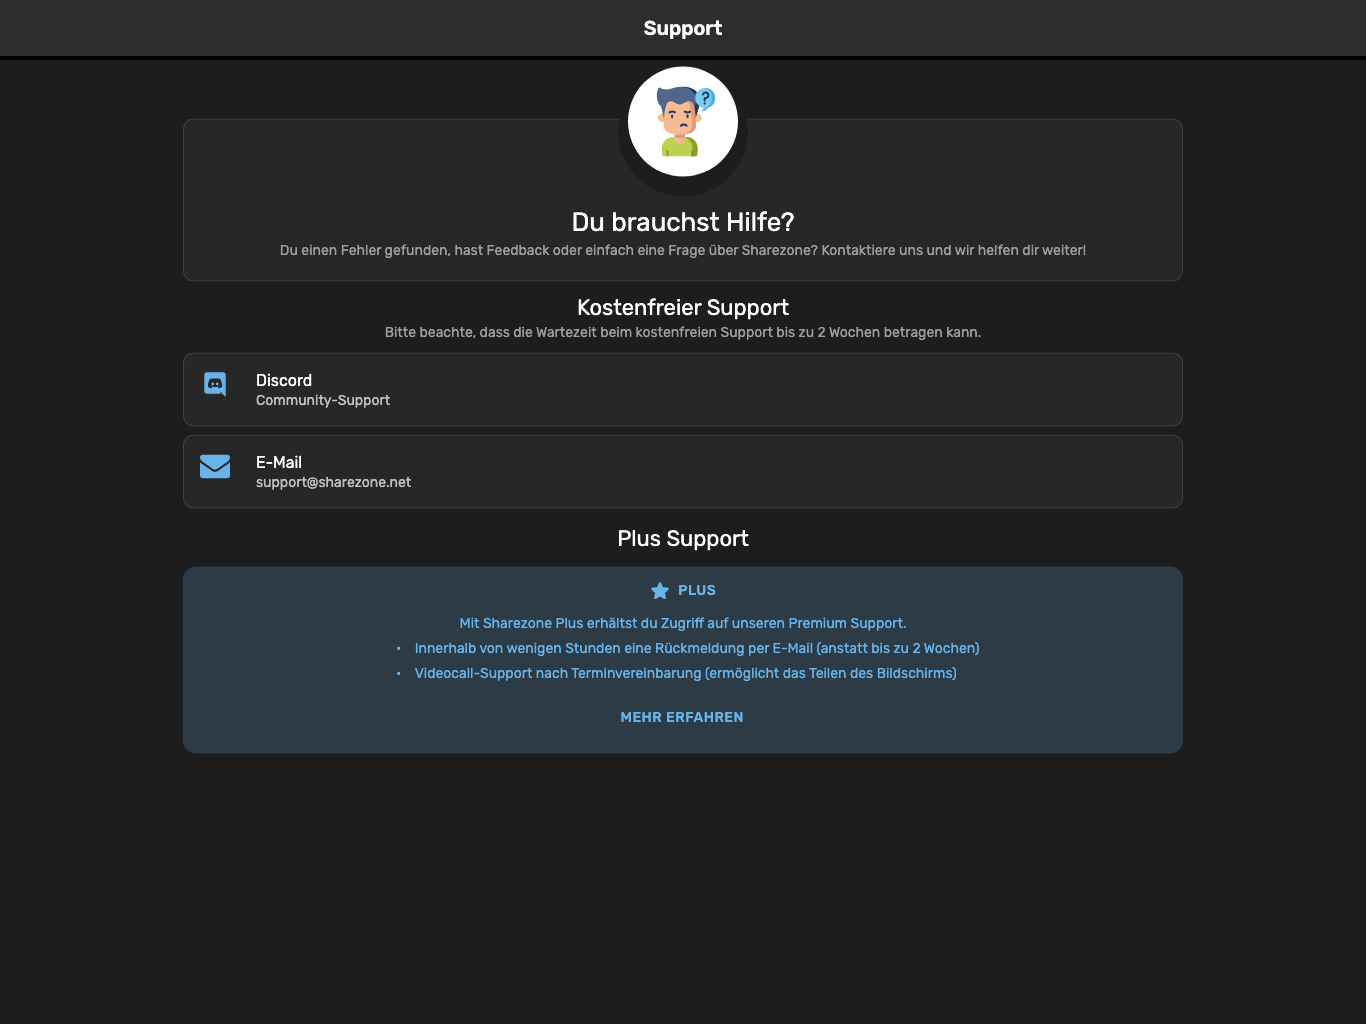 Support
?
Du brauchst Hilfe?
Du einen Fehler gefunden, hast Feedback oder einfach eine Frage über Sharezone? Kontaktiere uns und wir helfen dir weiter!
Kostenfreier Support
Bitte beachte, dass die Wartezeit beim kostenfreien Support bis zu 2 Wochen betragen kann.
Discord
Community-Support
E-Mail
support@sharezone.net
Plus Support
PLUS
Mit Sharezone Plus erhältst du Zugriff auf unseren Premium Support.
• Innerhalb von wenigen Stunden eine Rückmeldung per E-Mail (anstatt bis zu 2 Wochen)
• Videocall-Support nach Terminvereinbarung (ermöglicht das Teilen des Bildschirms)
MEHR ERFAHREN